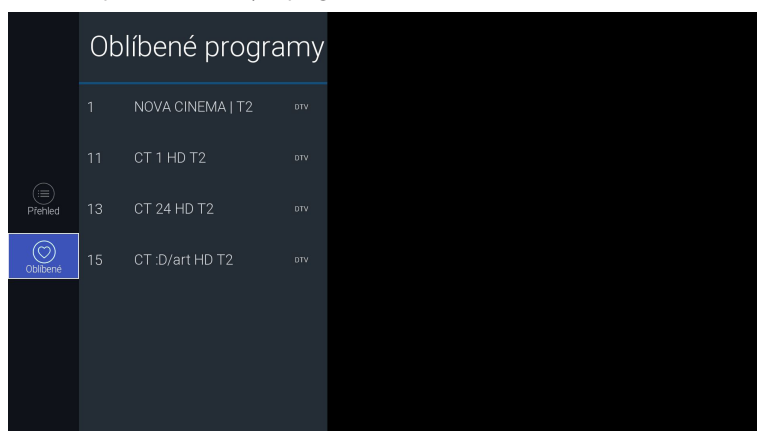 Oblíbené programy
1 NOVA CINEMA | T2 DTV
11 CT 1 HD T2 DTV
Přehled
13 CT 24 HD T2 DTV
Oblíbené
15 CT :D/art HD T2 DTV